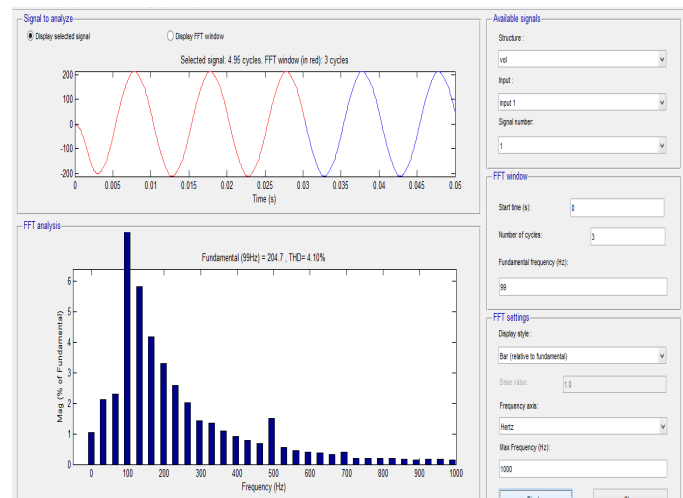 Signal to analyze
Display selected signal
Display FFT window
Selected signal: 4.95 cycles. FFT window (in red): 3 cycles
200
100
0
-100
-200
0 0.005 0.01 0.015 0.02 0.025 0.03 0.035 0.04 0.045 0.05
Time (s)
FFT analysis
Fundamental (99Hz) = 204.7 , THD= 4.10%
6
5
4
3
2
1
0
Mag (% of Fundamental)
0 100 200 300 400 500 600 700 800 900 1000
Frequency (Hz)
Available signals
Structure :
vol
Input :
input 1
Signal number:
1
FFT window
Start time (s):
0
Number of cycles:
3
Fundamental frequency (Hz):
99
FFT settings
Display style :
Bar (relative to fundamental)
Base value:
1.0
Frequency axis:
Hertz
Max Frequency (Hz):
1000